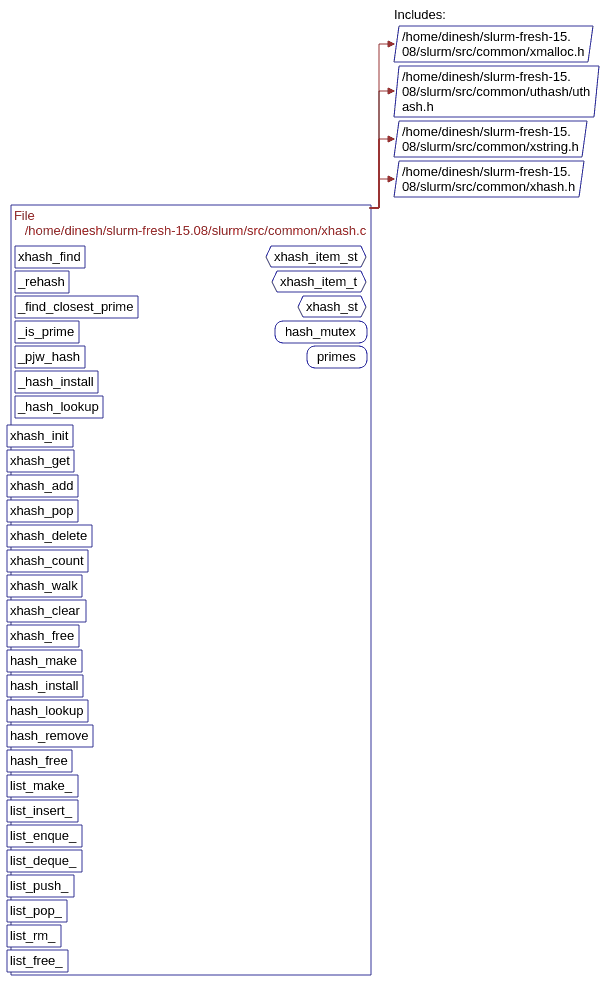 Includes:
/home/dinesh/slurm-fresh-15.
08/slurm/src/common/xmalloc.h
/home/dinesh/slurm-fresh-15.
08/slurm/src/common/uthash/uth
ash.h
/home/dinesh/slurm-fresh-15.
08/slurm/src/common/xstring.h
/home/dinesh/slurm-fresh-15.
08/slurm/src/common/xhash.h
File
/home/dinesh/slurm-fresh-15.08/slurm/src/common/xhash.c
xhash_find
xhash_item_st
_rehash
xhash_item_t
_find_closest_prime
xhash_st
_is_prime
hash_mutex
_pjw_hash
primes
_hash_install
_hash_lookup
xhash_init
xhash_get
xhash_add
xhash_pop
xhash_delete
xhash_count
xhash_walk
xhash_clear
xhash_free
hash_make
hash_install
hash_lookup
hash_remove
hash_free
list_make_
list_insert_
list_enque_
list_deque_
list_push_
list_pop_
list_rm_
list_free_